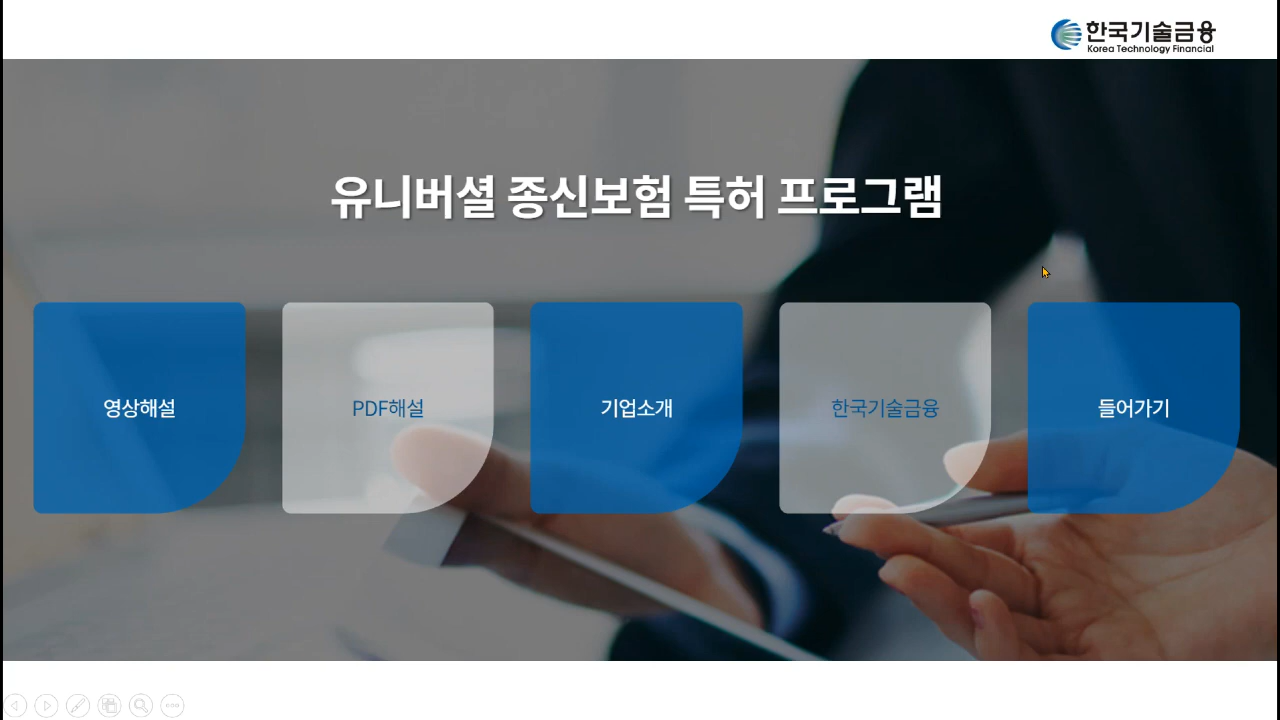 한국기술금융
Korea Technology Financial
유니버셜 종신보험 특허 프로그램
영상해설
PDF해설
기업소개
한국기술금융
들어가기